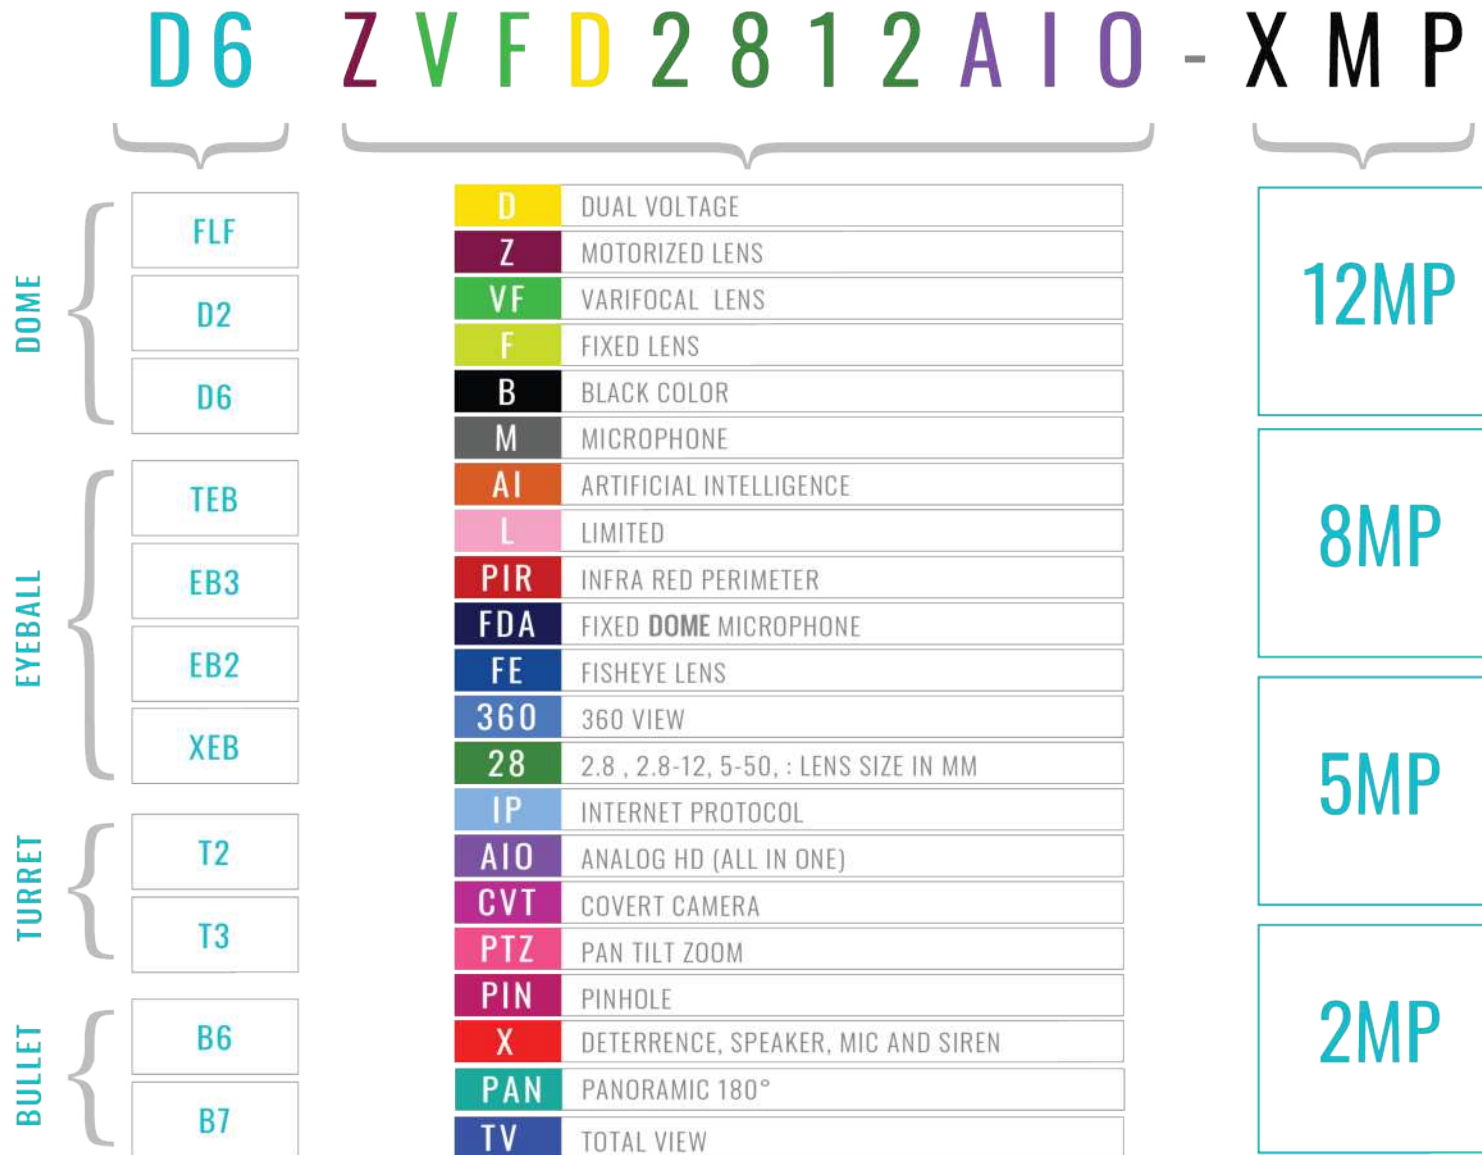 D6 ZVFD2812AIO-XMP
DOME
FLF
D2
D6
EYEBALL
TEB
EB3
EB2
XEB
TURRET
T2
T3
BULLET
B6
B7
D DUAL VOLTAGE
Z MOTORIZED LENS
VF VARIFOCAL LENS
F FIXED LENS
B BLACK COLOR
M MICROPHONE
AI ARTIFICIAL INTELLIGENCE
L LIMITED
PIR INFRA RED PERIMETER
FDA FIXED DOME MICROPHONE
FE FISHEYE LENS
360 360 VIEW
28 2.8 , 2.8-12, 5-50, : LENS SIZE IN MM
IP INTERNET PROTOCOL
AIO ANALOG HD (ALL IN ONE)
CVT COVERT CAMERA
PTZ PAN TILT ZOOM
PIN PINHOLE
X DETERRENCE, SPEAKER, MIC AND SIREN
PAN PANORAMIC 180°
TV TOTAL VIEW
12MP
8MP
5MP
2MP